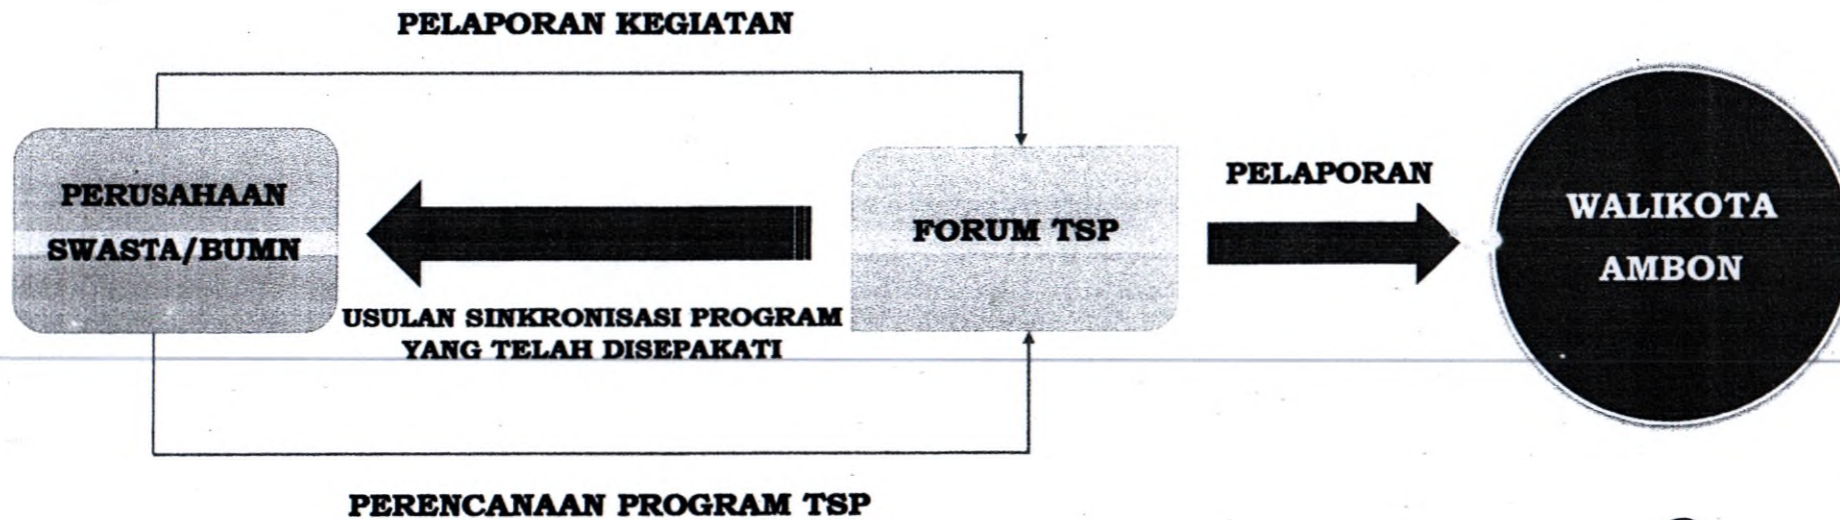 PELAPORAN KEGIATAN
PERUSAHAAN
SWASTA/BUMN
USULAN SINKRONISASI PROGRAM
YANG TELAH DISEPAKATI
FORUM TSP
PELAPORAN
WALIKOTA
AMBON
PERENCANAAN PROGRAM TSP